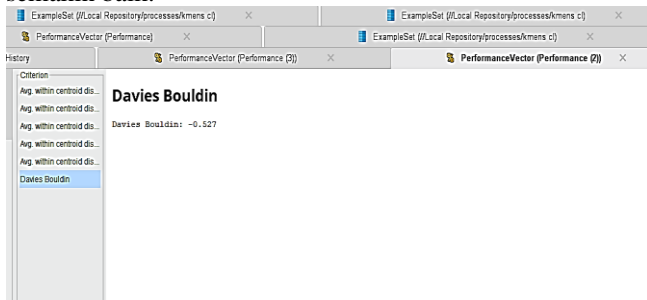 ExampleSet (//Local Repository/processes/kmens cl) ExampleSet (//Local Repository/processes/kmens cl)
PerformanceVector (Performance) ExampleSet (//Local Repository/processes/kmens cl)
History PerformanceVector (Performance (3)) PerformanceVector (Performance (2))
Criterion
Avg. within centroid dis...
Avg. within centroid dis...
Avg. within centroid dis...
Avg. within centroid dis...
Avg. within centroid dis...
Davies Bouldin
Davies Bouldin
Davies Bouldin: -0.527